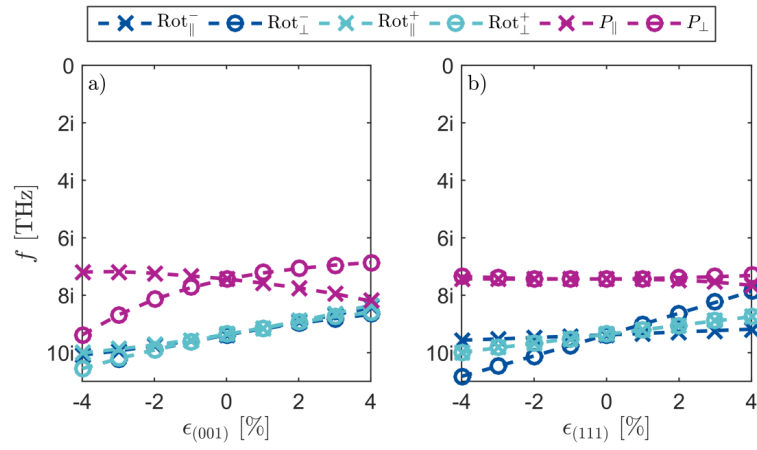 Rot∥⁻ Rot⊥⁻ Rot∥⁺ Rot⊥⁺ P∥ P⊥
a) b)
0 0
2i 2i
4i 4i
6i 6i
8i 8i
10i 10i
f [THz]
-4 -2 0 2 4 -4 -2 0 2 4
ϵ(001) [%] ϵ(111) [%]